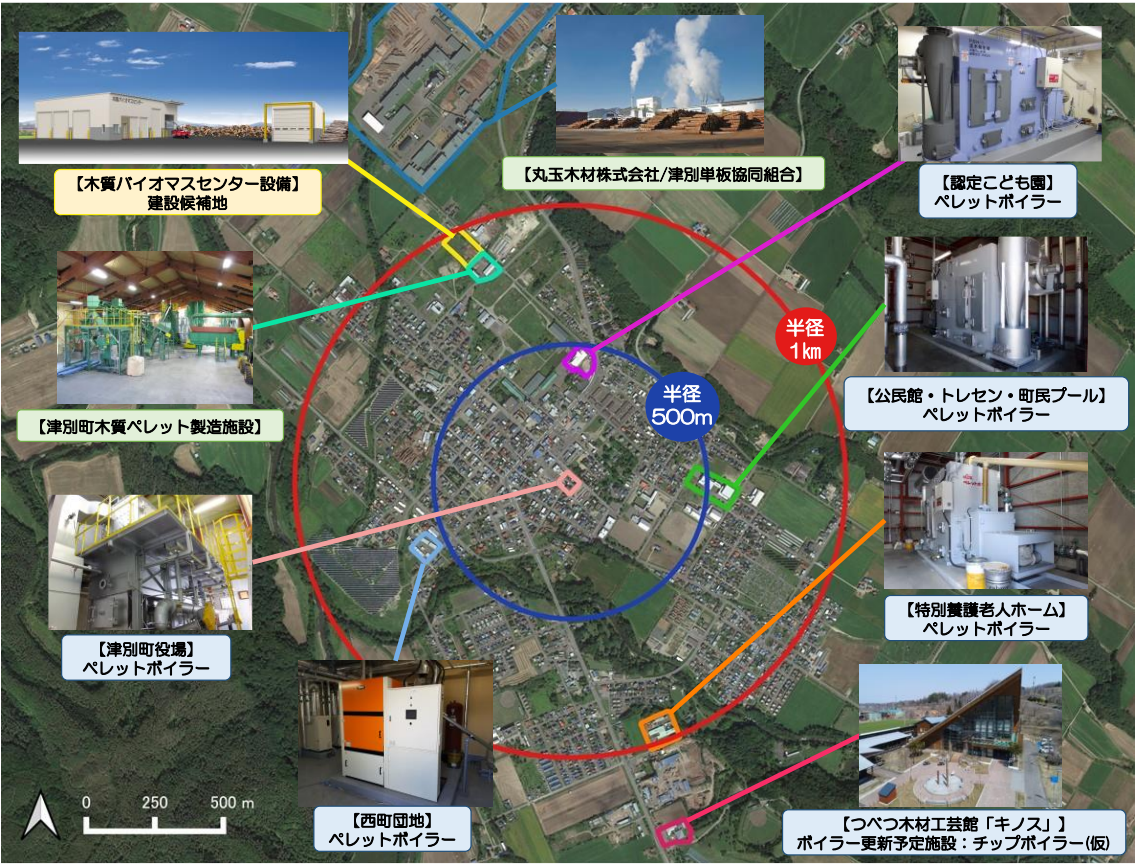 【木質バイオマスセンター設備】
建設候補地
【丸玉木材株式会社/津別単板協同組合】
【認定こども園】
ペレットボイラー
半径
1km
【公民館・トレセン・町民プール】
ペレットボイラー
半径
500m
【津別町木質ペレット製造施設】
【特別養護老人ホーム】
ペレットボイラー
【津別町役場】
ペレットボイラー
【西町団地】
ペレットボイラー
【つべつ木材工芸館「キノス」】
ボイラー更新予定施設：チップボイラー(仮)
0 250 500 m